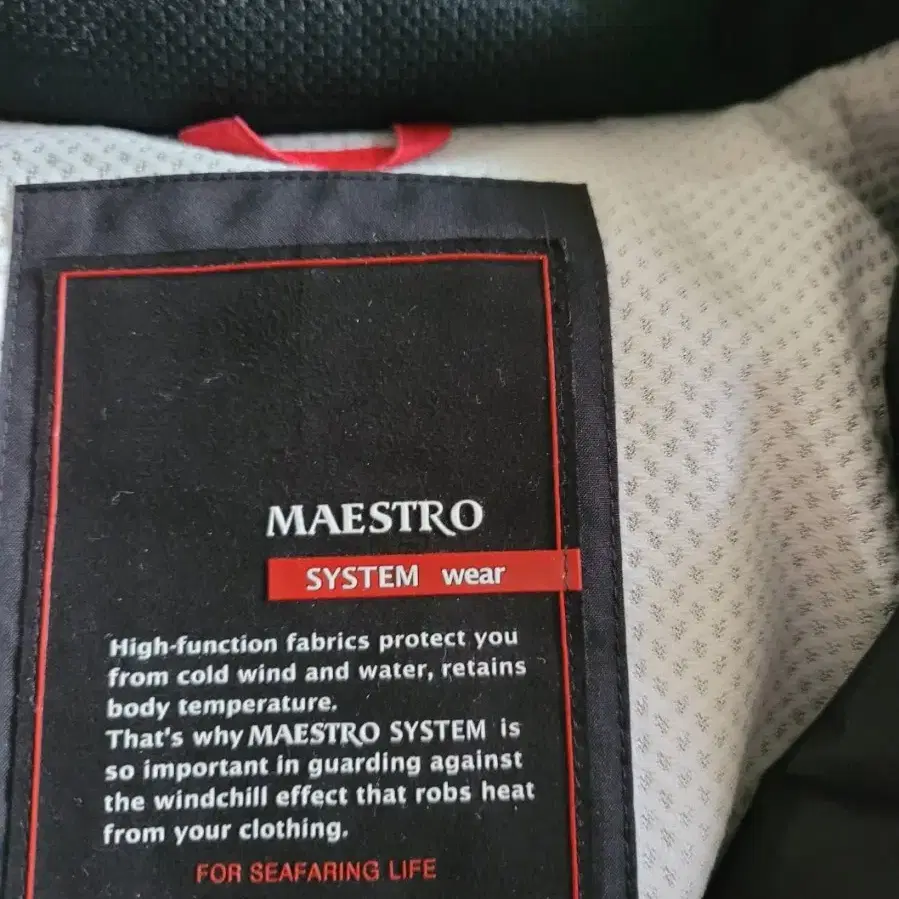 MAESTRO
SYSTEM wear
High-function fabrics protect you
from cold wind and water, retains
body temperature.
That's why MAESTRO SYSTEM is
so important in guarding against
the windchill effect that robs heat
from your clothing.
FOR SEAFARING LIFE